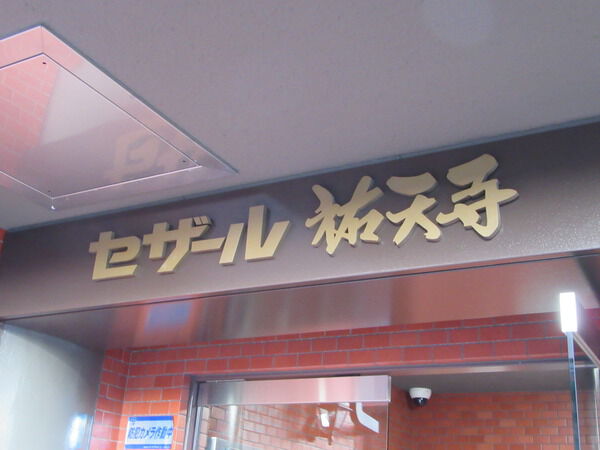 セザール 祐天寺
防犯カメラ作動中